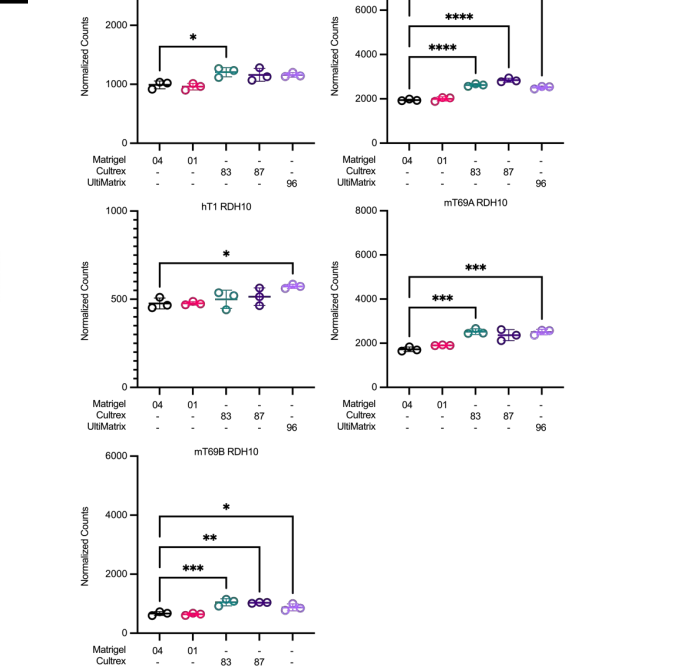 2000
1000
0
Normalized Counts
*
Matrigel 04 01 - - -
Cultrex - - 83 87 -
UltiMatrix - - - - 96
6000
4000
2000
0
Normalized Counts
****
****
Matrigel 04 01 - - -
Cultrex - - 83 87 -
UltiMatrix - - - - 96
hT1 RDH10
1000
500
0
Normalized Counts
*
Matrigel 04 01 - - -
Cultrex - - 83 87 -
UltiMatrix - - - - 96
mT69A RDH10
8000
6000
4000
2000
0
Normalized Counts
***
***
Matrigel 04 01 - - -
Cultrex - - 83 87 -
UltiMatrix - - - - 96
mT69B RDH10
6000
4000
2000
0
Normalized Counts
*
**
***
Matrigel 04 01 - - -
Cultrex - - 83 87 -